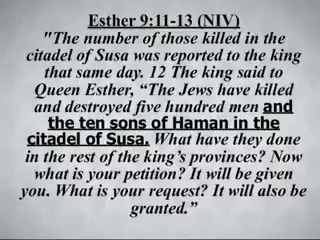 Esther 9:11-13 (NIV)
"The number of those killed in the
citadel of Susa was reported to the king
that same day. 12 The king said to
Queen Esther, “The Jews have killed
and destroyed five hundred men and
the ten sons of Haman in the
citadel of Susa. What have they done
in the rest of the king’s provinces? Now
what is your petition? It will be given
you. What is your request? It will also be
granted.”